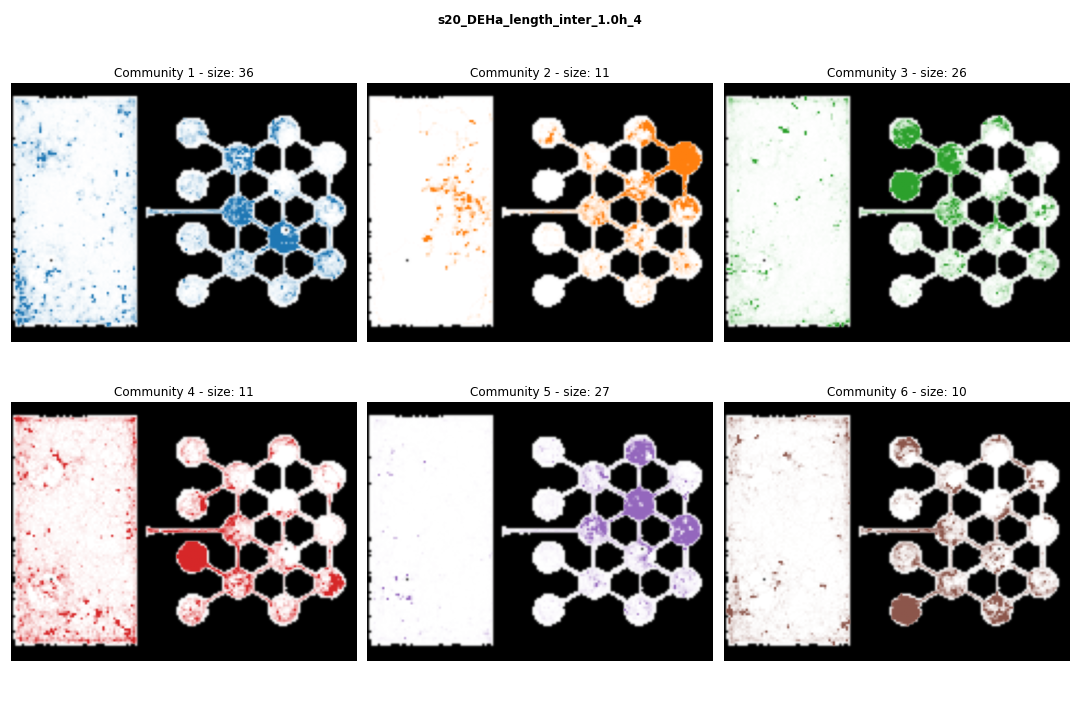 s20_DEHa_length_inter_1.0h_4
Community 1 - size: 36
Community 2 - size: 11
Community 3 - size: 26
Community 4 - size: 11
Community 5 - size: 27
Community 6 - size: 10